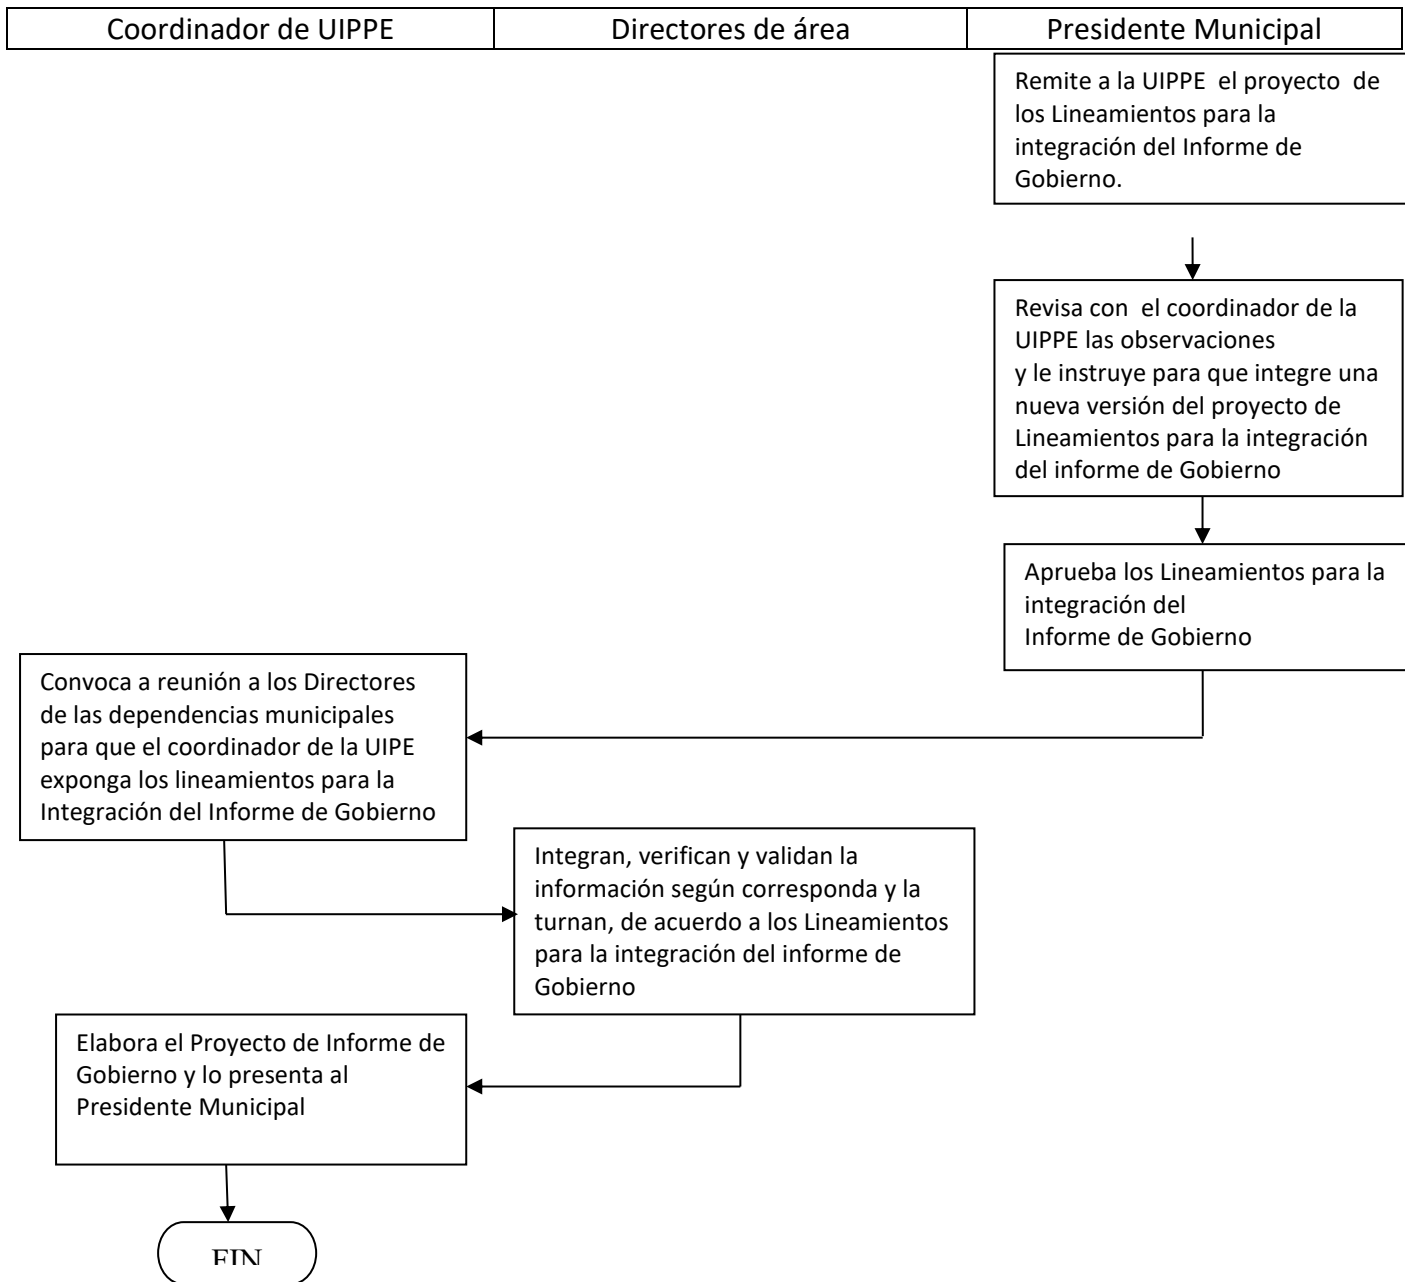 Coordinador de UIPPE
Directores de área
Presidente Municipal
Remite a la UIPPE el proyecto de
los Lineamientos para la
integración del Informe de
Gobierno.
Revisa con el coordinador de la
UIPPE las observaciones
y le instruye para que integre una
nueva versión del proyecto de
Lineamientos para la integración
del informe de Gobierno
Aprueba los Lineamientos para la
integración del
Informe de Gobierno
Convoca a reunión a los Directores
de las dependencias municipales
para que el coordinador de la UIPE
exponga los lineamientos para la
Integración del Informe de Gobierno
Integran, verifican y validan la
información según corresponda y la
turnan, de acuerdo a los Lineamientos
para la integración del informe de
Gobierno
Elabora el Proyecto de Informe de
Gobierno y lo presenta al
Presidente Municipal
FIN